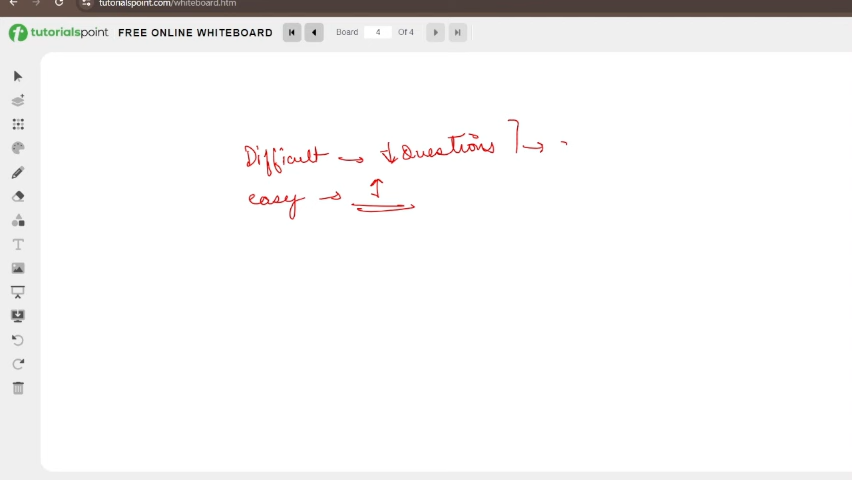 tutorialspoint.com/whiteboard.htm
tutorialspoint FREE ONLINE WHITEBOARD Board 4 Of 4
Difficult → ↓ Questions ] →
easy → ↑